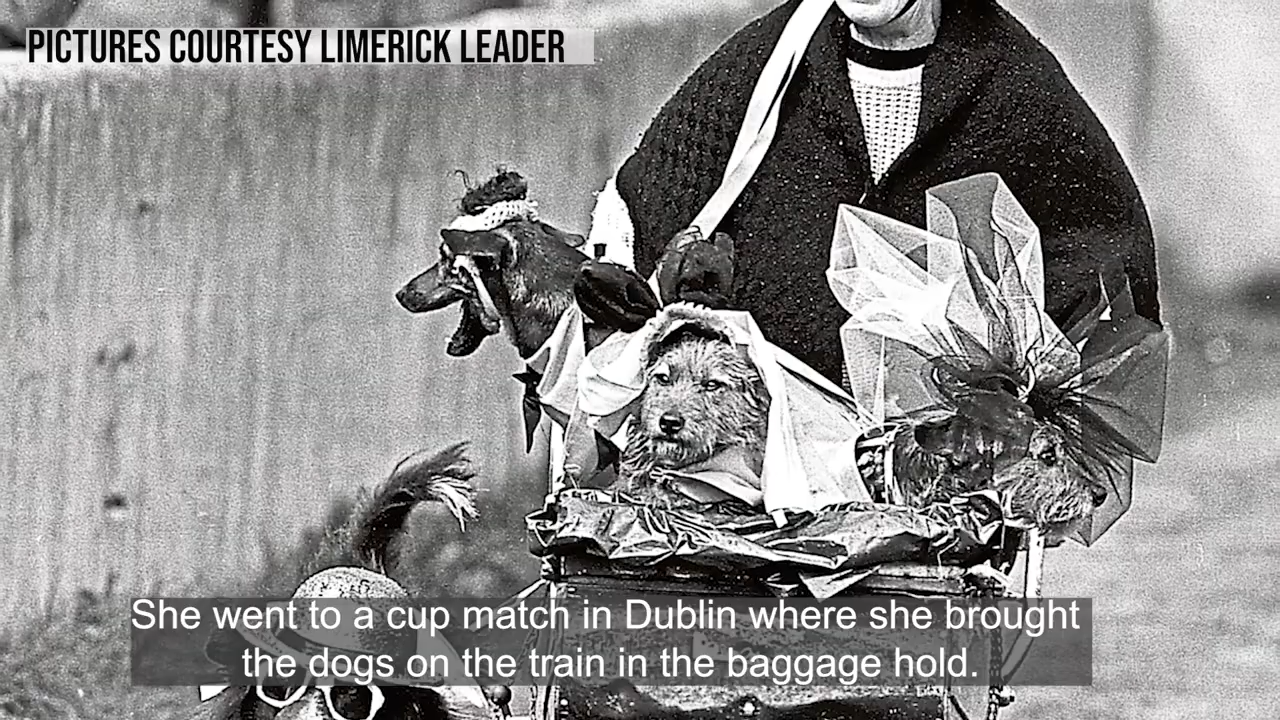 PICTURES COURTESY LIMERICK LEADER
She went to a cup match in Dublin where she brought
the dogs on the train in the baggage hold.